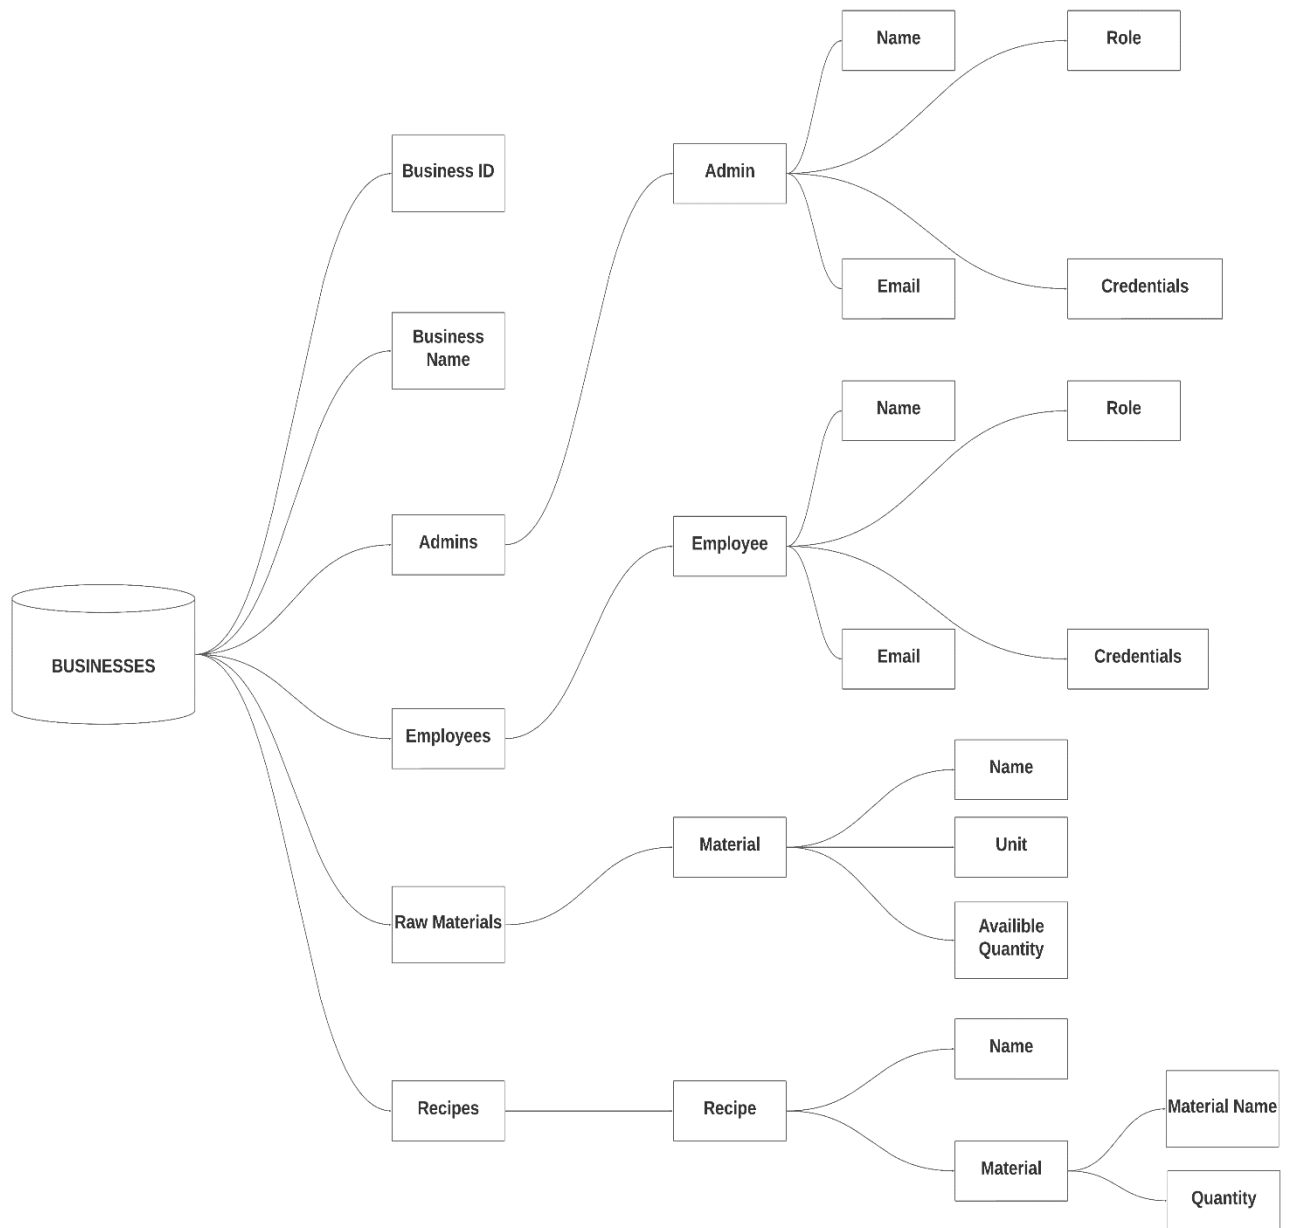 Name
Role
Business ID
Admin
Email
Credentials
Business
Name
Name
Role
Admins
Employee
BUSINESSES
Email
Credentials
Employees
Name
Material
Unit
Raw Materials
Availible
Quantity
Name
Recipes
Recipe
Material Name
Material
Quantity